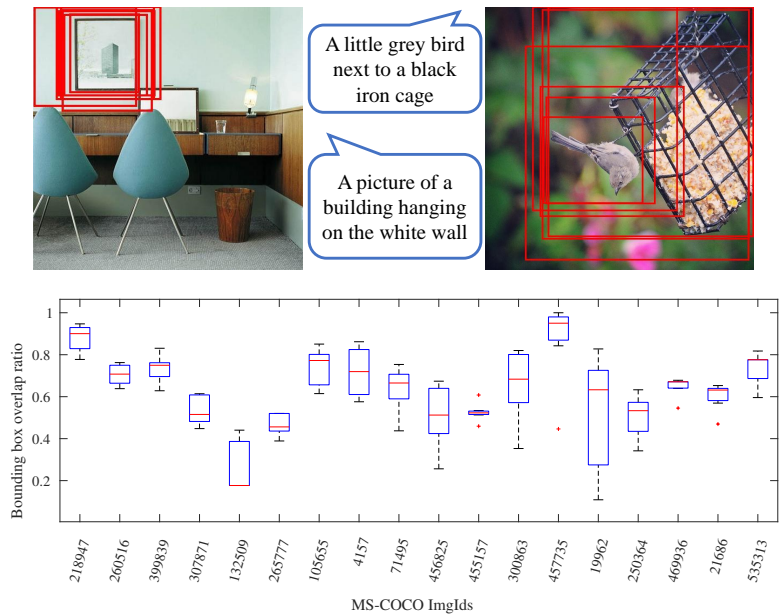 A little grey bird
next to a black
iron cage
A picture of a
building hanging
on the white wall
Bounding box overlap ratio
1
0.8
0.6
0.4
0.2
218947
260516
399839
307871
132509
265777
105655
4157
71495
456825
455157
300863
457735
19962
250364
469936
21686
535313
MS-COCO ImgIds